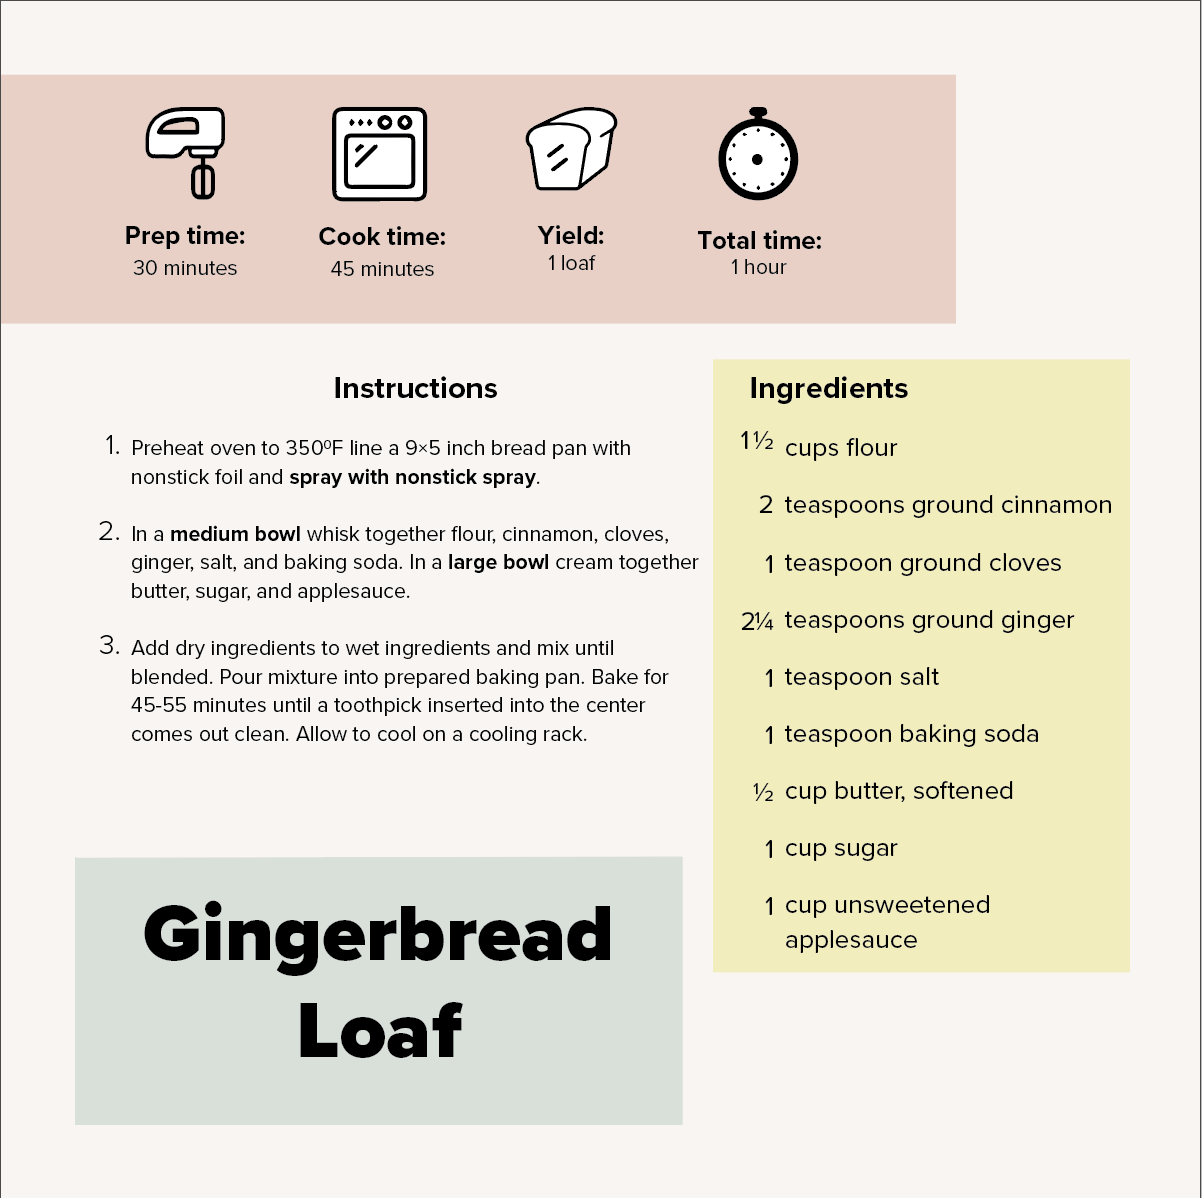 Prep time:
30 minutes
Cook time:
45 minutes
Yield:
1 loaf
Total time:
1 hour
Instructions
1. Preheat oven to 350ºF line a 9×5 inch bread pan with
nonstick foil and spray with nonstick spray.
2. In a medium bowl whisk together flour, cinnamon, cloves,
ginger, salt, and baking soda. In a large bowl cream together
butter, sugar, and applesauce.
3. Add dry ingredients to wet ingredients and mix until
blended. Pour mixture into prepared baking pan. Bake for
45-55 minutes until a toothpick inserted into the center
comes out clean. Allow to cool on a cooling rack.
Ingredients
1½ cups flour
2 teaspoons ground cinnamon
1 teaspoon ground cloves
2¼ teaspoons ground ginger
1 teaspoon salt
1 teaspoon baking soda
½ cup butter, softened
1 cup sugar
1 cup unsweetened
applesauce
Gingerbread
Loaf